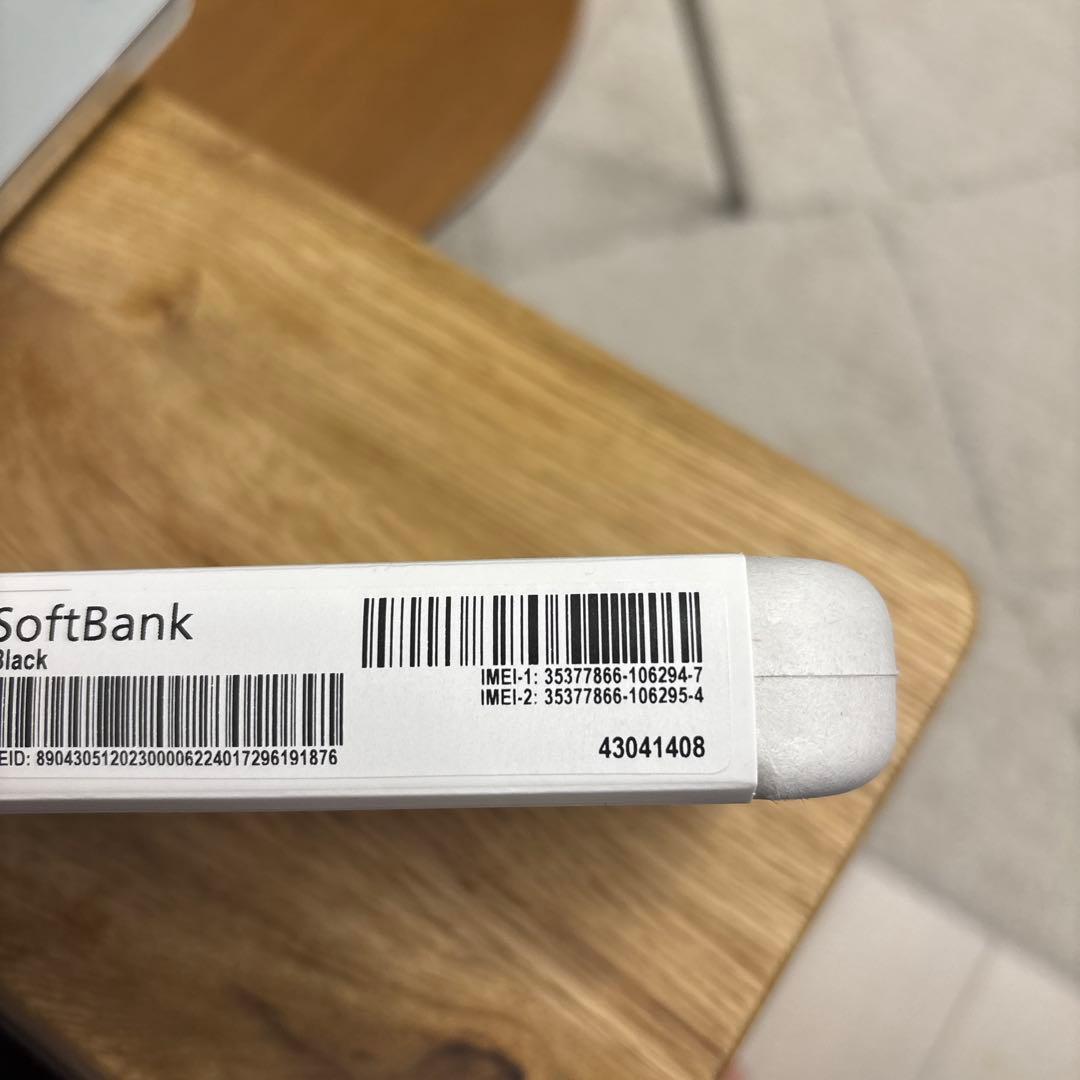 SoftBank
Black
EID: 89043051202300006224017296191876
IMEI-1: 35377866-106294-7
IMEI-2: 35377866-106295-4
43041408